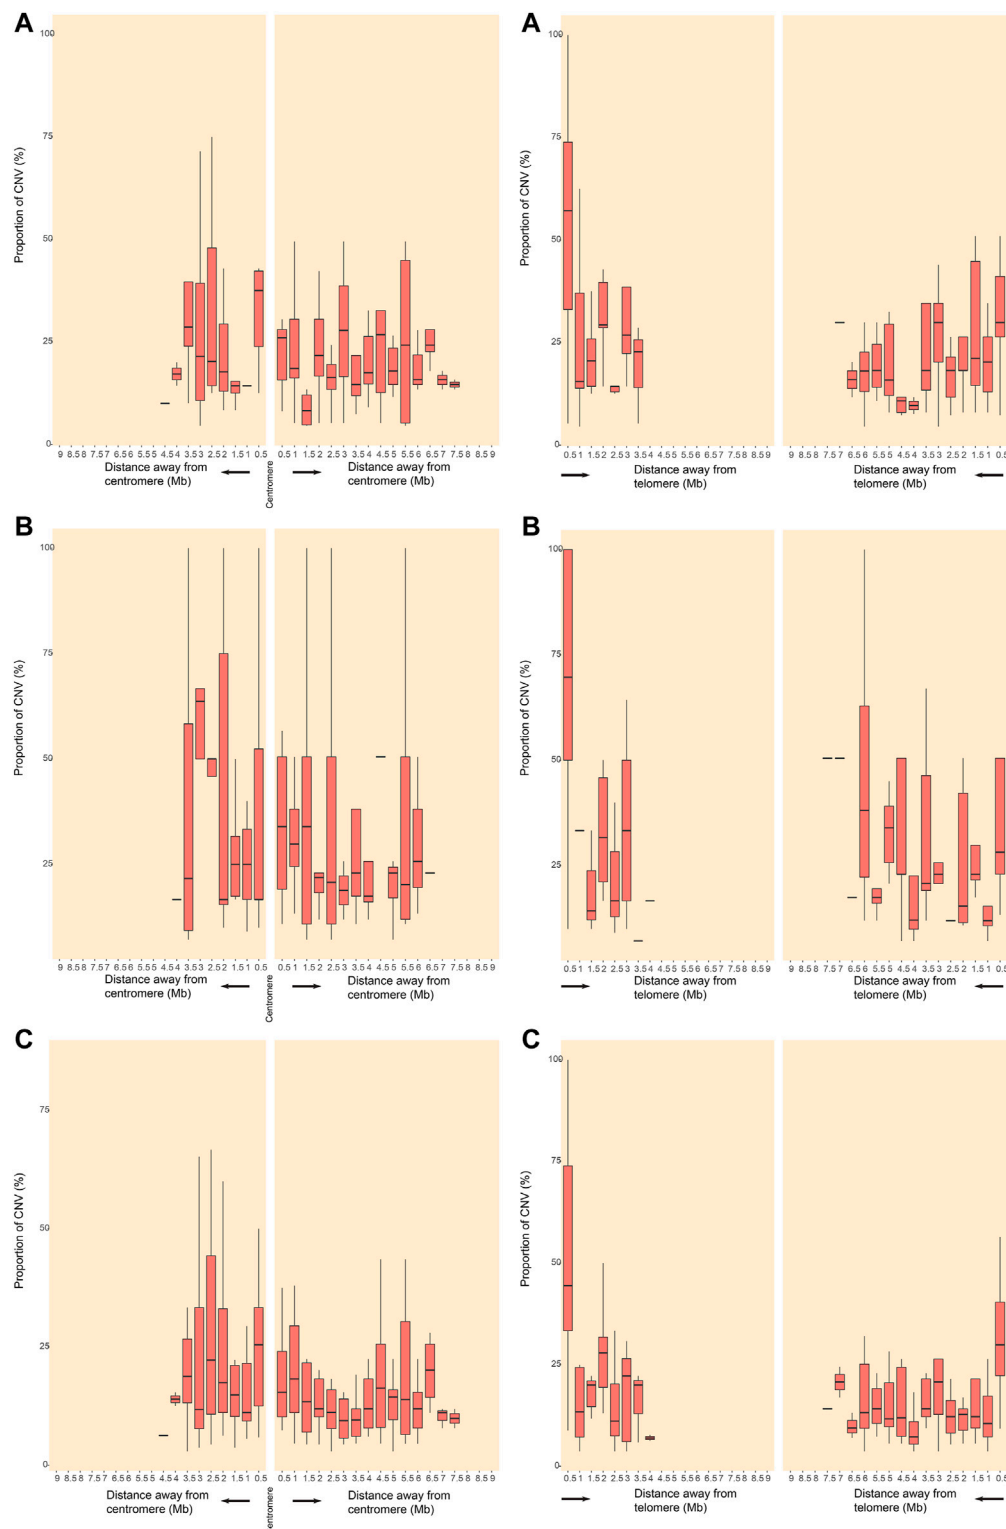 A
A
100
75
50
25
0
Proportion of CNV (%)
9 8.5 8 7.5 7 6.5 6 5.5 5 4.5 4 3.5 3 2.5 2 1.5 1 0.5
0.5 1 1.5 2 2.5 3 3.5 4 4.5 5 5.5 6 6.5 7 7.5 8 8.5 9
Distance away from
centromere (Mb)
Centromere
Distance away from
centromere (Mb)
100
75
50
25
0
Proportion of CNV (%)
0.5 1 1.5 2 2.5 3 3.5 4 4.5 5 5.5 6 6.5 7 7.5 8 8.5 9
9 8.5 8 7.5 7 6.5 6 5.5 5 4.5 4 3.5 3 2.5 2 1.5 1 0.5
Distance away from
telomere (Mb)
Distance away from
telomere (Mb)
B
B
100
75
50
25
Proportion of CNV (%)
9 8.5 8 7.5 7 6.5 6 5.5 5 4.5 4 3.5 3 2.5 2 1.5 1 0.5
0.5 1 1.5 2 2.5 3 3.5 4 4.5 5 5.5 6 6.5 7 7.5 8 8.5 9
Distance away from
centromere (Mb)
Centromere
Distance away from
centromere (Mb)
100
75
50
25
Proportion of CNV (%)
0.5 1 1.5 2 2.5 3 3.5 4 4.5 5 5.5 6 6.5 7 7.5 8 8.5 9
9 8.5 8 7.5 7 6.5 6 5.5 5 4.5 4 3.5 3 2.5 2 1.5 1 0.5
Distance away from
telomere (Mb)
Distance away from
telomere (Mb)
C
C
75
50
25
0
Proportion of CNV (%)
9 8.5 8 7.5 7 6.5 6 5.5 5 4.5 4 3.5 3 2.5 2 1.5 1 0.5
0.5 1 1.5 2 2.5 3 3.5 4 4.5 5 5.5 6 6.5 7 7.5 8 8.5 9
Distance away from
centromere (Mb)
entromere
Distance away from
centromere (Mb)
100
75
50
25
0
Proportion of CNV (%)
0.5 1 1.5 2 2.5 3 3.5 4 4.5 5 5.5 6 6.5 7 7.5 8 8.5 9
9 8.5 8 7.5 7 6.5 6 5.5 5 4.5 4 3.5 3 2.5 2 1.5 1 0.5
Distance away from
telomere (Mb)
Distance away from
telomere (Mb)